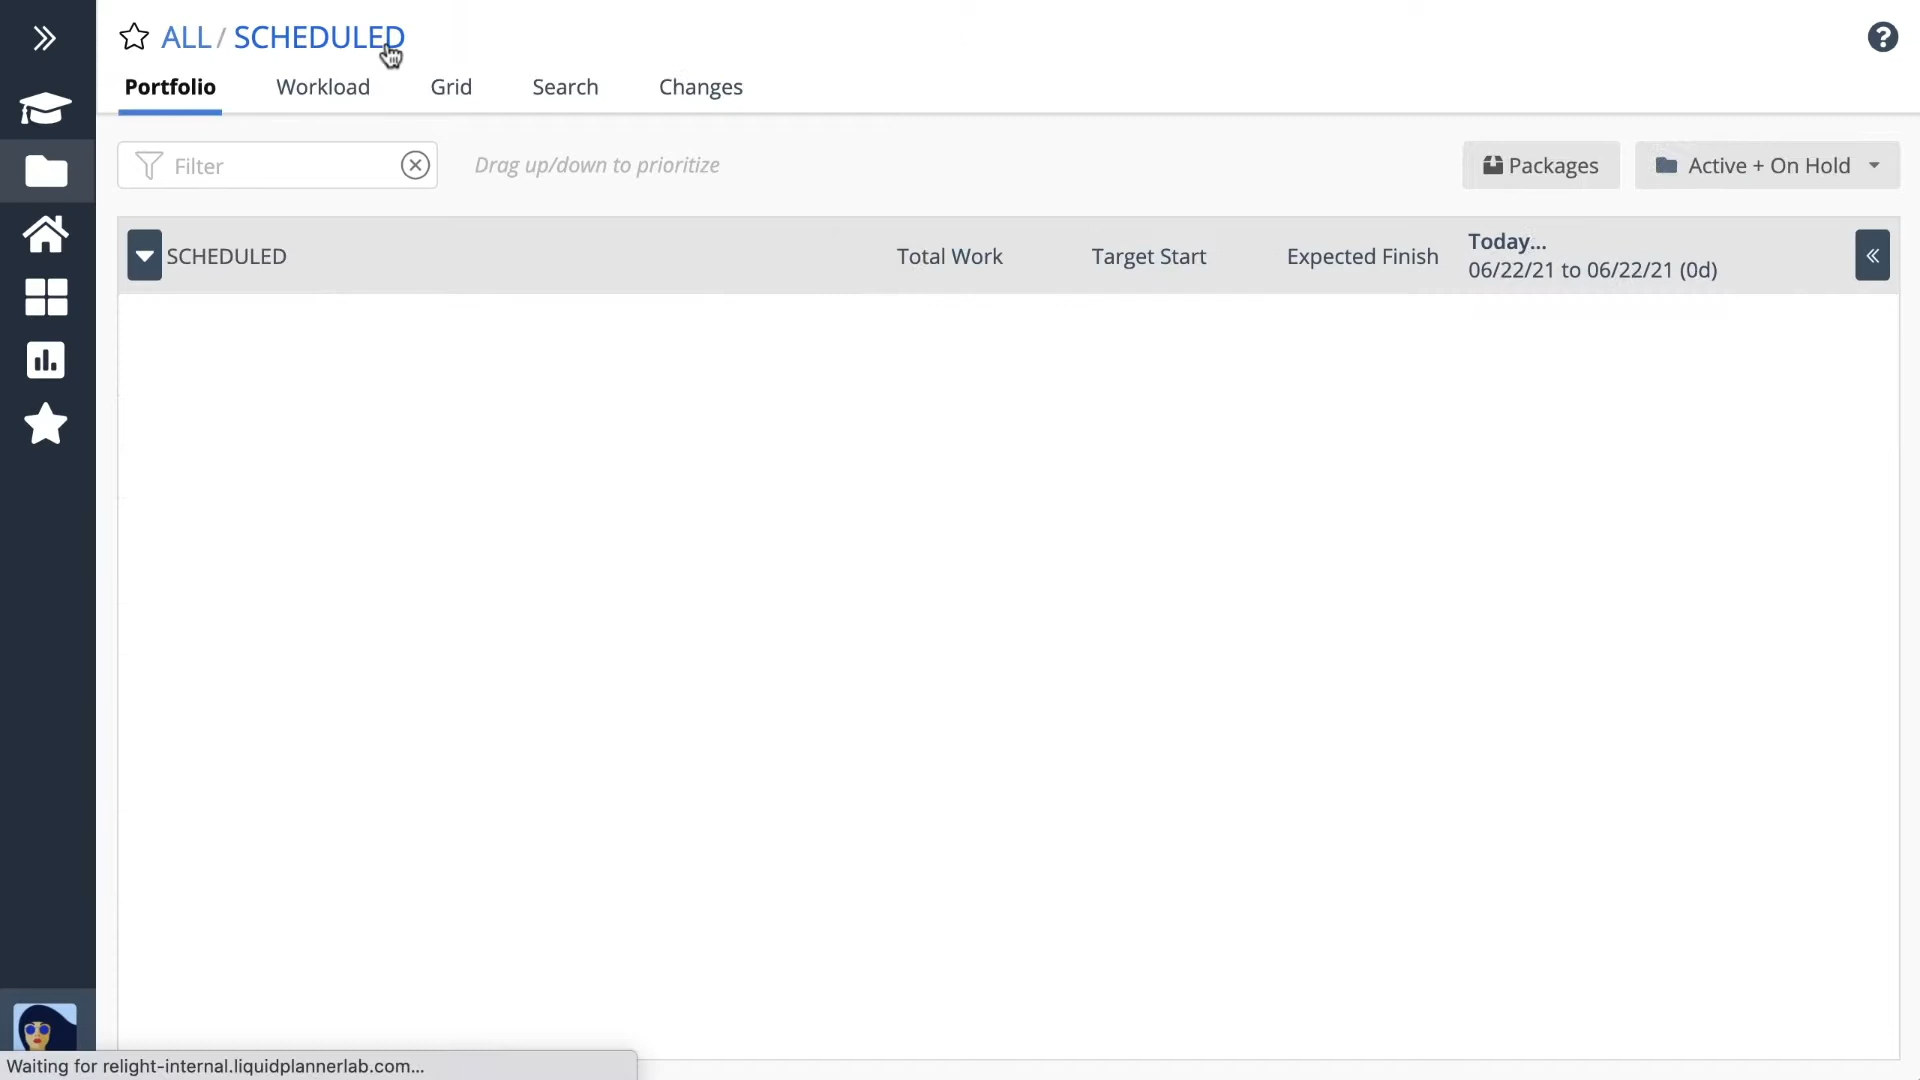 ALL / SCHEDULED
Portfolio Workload Grid Search Changes
Filter Drag up/down to prioritize Packages Active + On Hold
SCHEDULED Total Work Target Start Expected Finish Today...
06/22/21 to 06/22/21 (0d)
Waiting for relight-internal.liquidplannerlab.com...